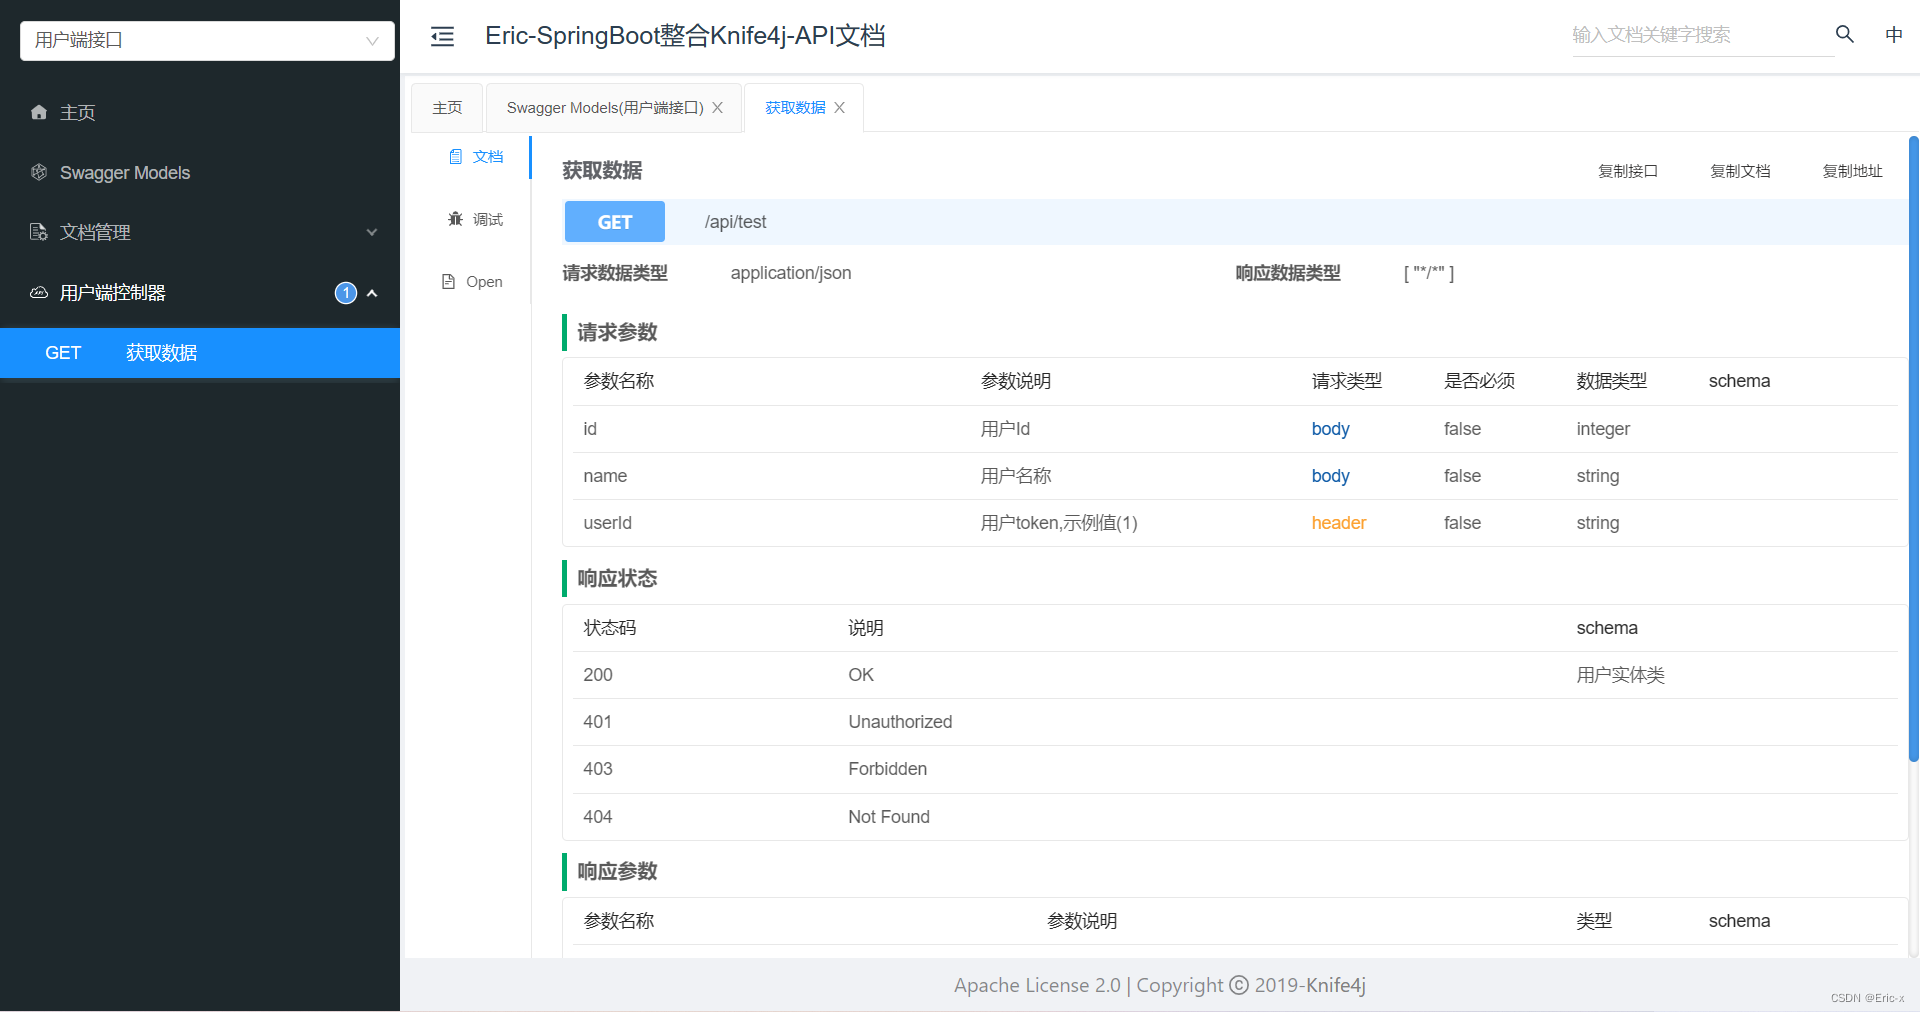 用户端接口
主页
Swagger Models
文档管理
用户端控制器 1
GET 获取数据
Eric-SpringBoot整合Knife4j-API文档
输入文档关键字搜索
中
主页
Swagger Models(用户端接口)
获取数据
文档
调试
Open
获取数据
复制接口 复制文档 复制地址
GET /api/test
请求数据类型 application/json 响应数据类型 [ "*/*" ]
请求参数
参数名称 参数说明 请求类型 是否必须 数据类型 schema
id 用户Id body false integer
name 用户名称 body false string
userId 用户token,示例值(1) header false string
响应状态
状态码 说明 schema
200 OK 用户实体类
401 Unauthorized
403 Forbidden
404 Not Found
响应参数
参数名称 参数说明 类型 schema
Apache License 2.0 | Copyright © 2019-Knife4j
CSDN @Eric-x